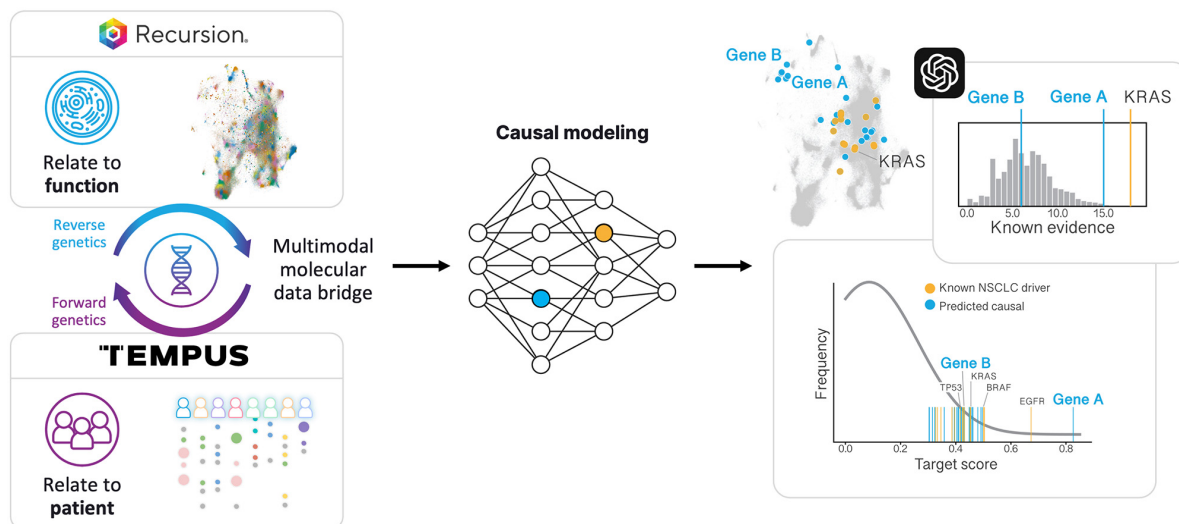 Recursion.
Relate to
function
Reverse
genetics
Forward
genetics
Multimodal
molecular
data bridge
TEMPUS
Relate to
patient
Causal modeling
Gene B
Gene A
KRAS
Gene B
Gene A
KRAS
0.0
5.0
10.0
15.0
Known evidence
Known NSCLC driver
Predicted causal
Frequency
Gene B
KRAS
TP53
BRAF
EGFR
Gene A
0.0
0.2
0.4
0.6
0.8
Target score